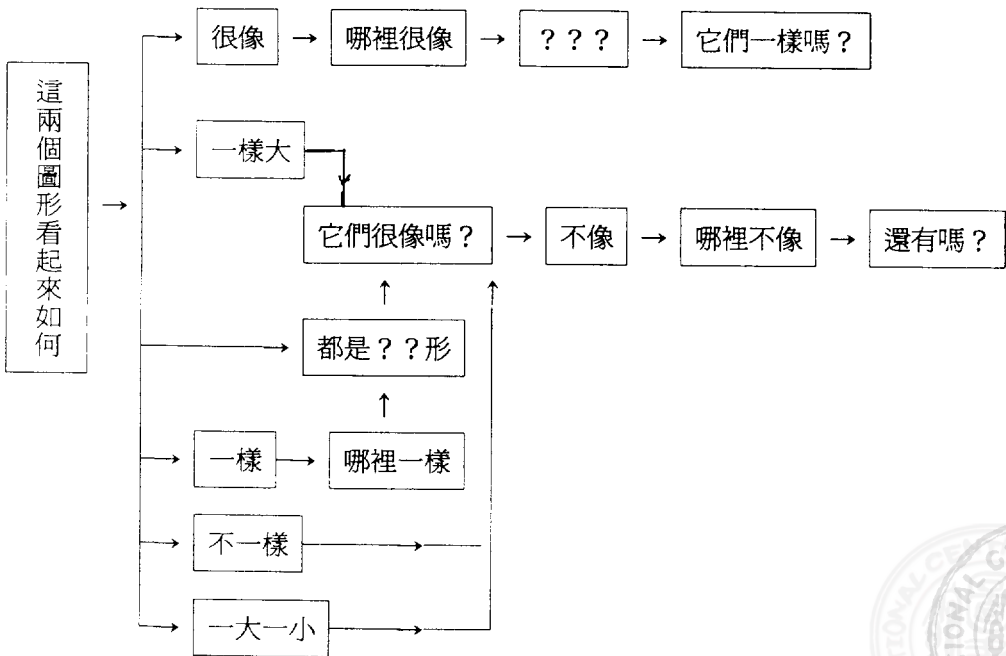 這兩個圖形看起來如何
很像
哪裡很像
???
它們一樣嗎?
一樣大
它們很像嗎?
不像
哪裡不像
還有嗎?
都是??形
一樣
哪裡一樣
不一樣
一大一小